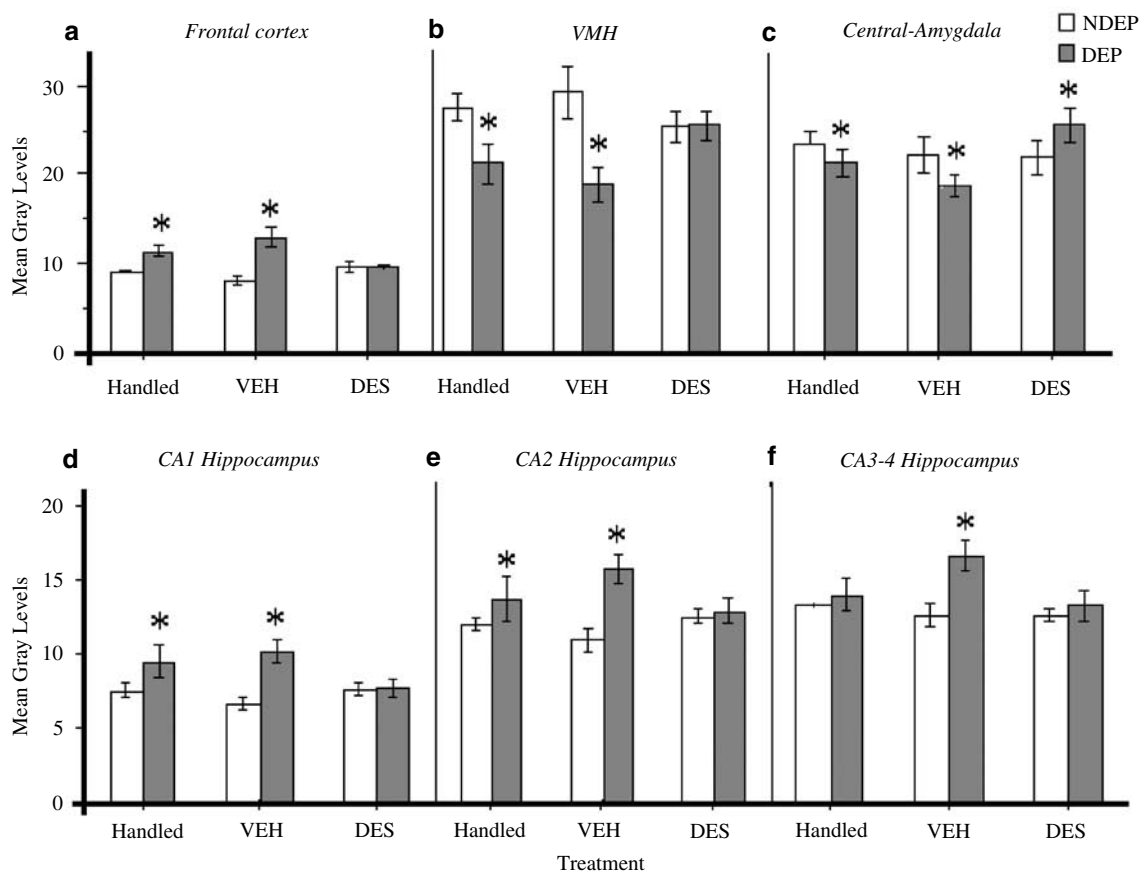 a Frontal cortex b VMH c Central-Amygdala
NDEP
DEP
Mean Gray Levels
30
20
10
0
* * * * * * *
Handled VEH DES Handled VEH DES Handled VEH DES
d CA1 Hippocampus e CA2 Hippocampus f CA3-4 Hippocampus
Mean Gray Levels
20
15
10
5
0
* * * * *
Handled VEH DES Handled VEH DES Handled VEH DES
Treatment